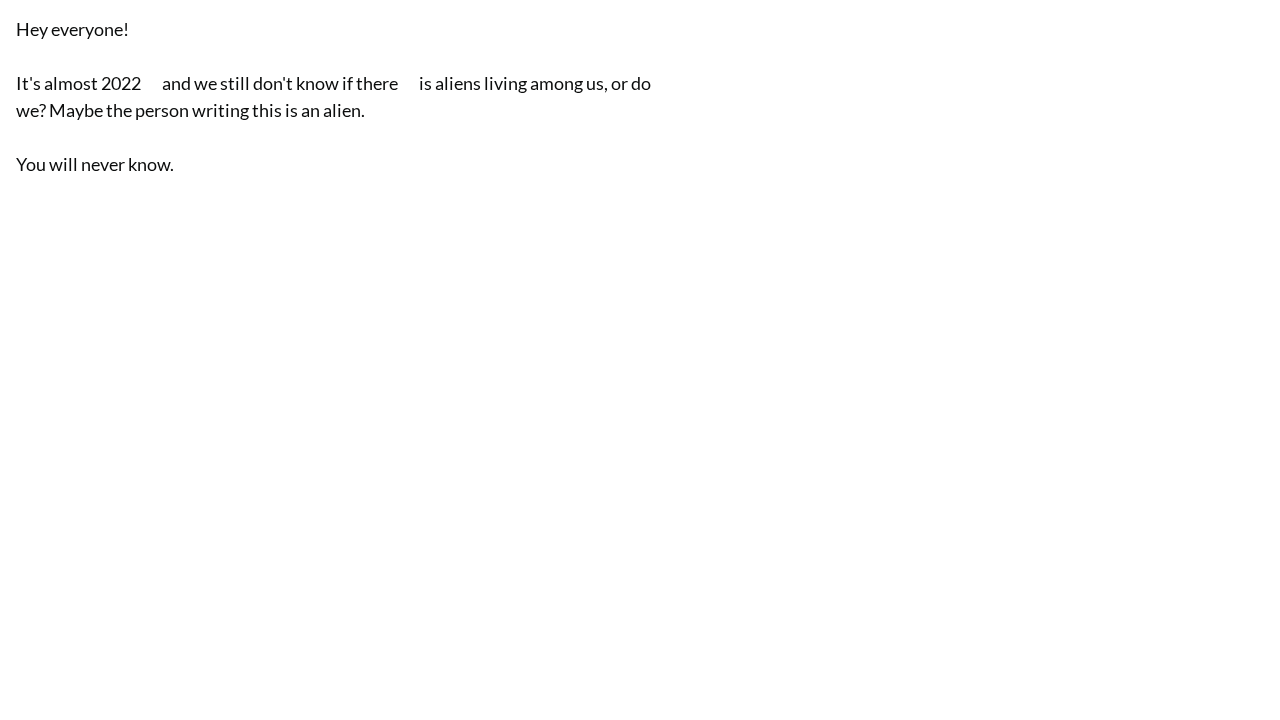 Hey everyone!
It's almost 2022 and we still don't know if there is aliens living among us, or do
we? Maybe the person writing this is an alien.
You will never know.